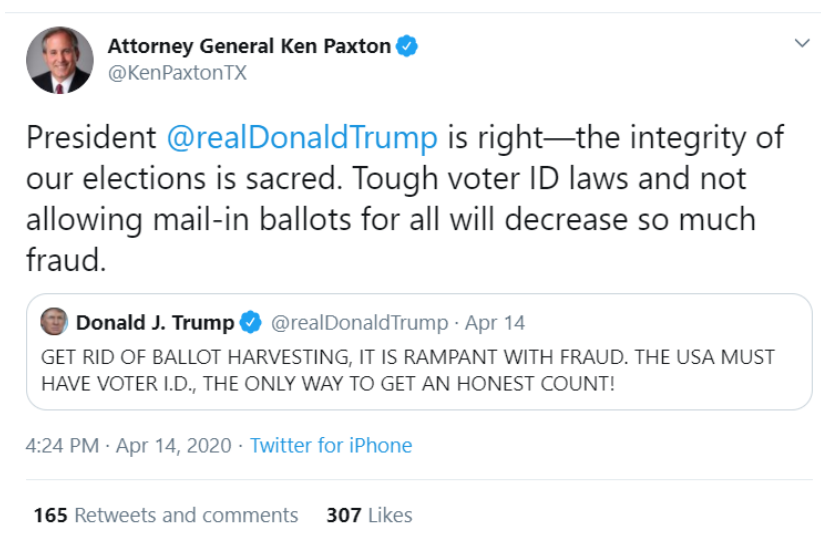 Attorney General Ken Paxton
@KenPaxtonTX
President @realDonaldTrump is right—the integrity of
our elections is sacred. Tough voter ID laws and not
allowing mail-in ballots for all will decrease so much
fraud.
Donald J. Trump @realDonaldTrump · Apr 14
GET RID OF BALLOT HARVESTING, IT IS RAMPANT WITH FRAUD. THE USA MUST
HAVE VOTER I.D., THE ONLY WAY TO GET AN HONEST COUNT!
4:24 PM · Apr 14, 2020 · Twitter for iPhone
165 Retweets and comments 307 Likes